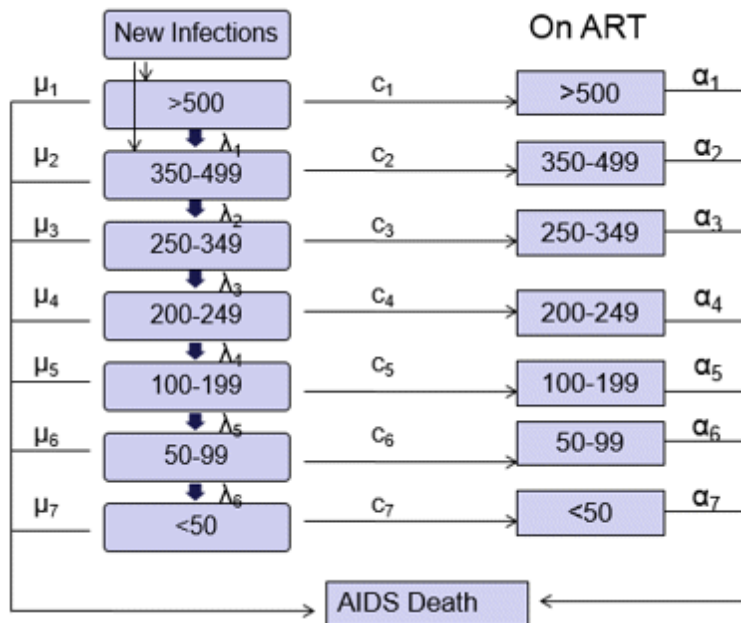 New Infections
On ART
μ1
>500
c1
>500
α1
λ1
μ2
350-499
c2
350-499
α2
λ2
μ3
250-349
c3
250-349
α3
λ3
μ4
200-249
c4
200-249
α4
λ4
μ5
100-199
c5
100-199
α5
λ5
μ6
50-99
c6
50-99
α6
λ6
μ7
<50
c7
<50
α7
AIDS Death